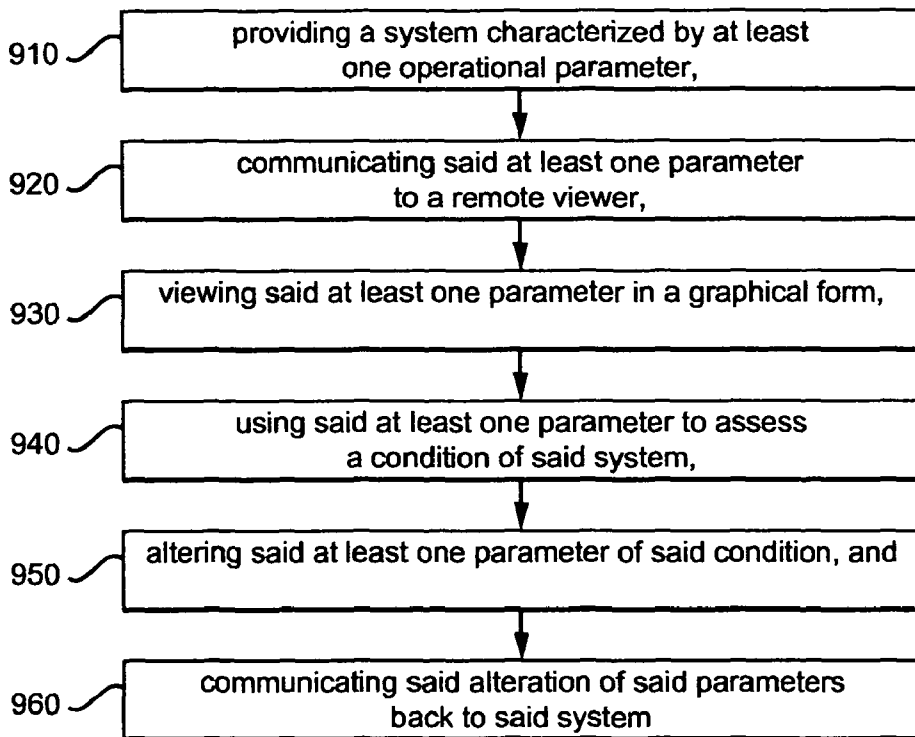 910
providing a system characterized by at least
one operational parameter,
920
communicating said at least one parameter
to a remote viewer,
930
viewing said at least one parameter in a graphical form,
940
using said at least one parameter to assess
a condition of said system,
950
altering said at least one parameter of said condition, and
960
communicating said alteration of said parameters
back to said system